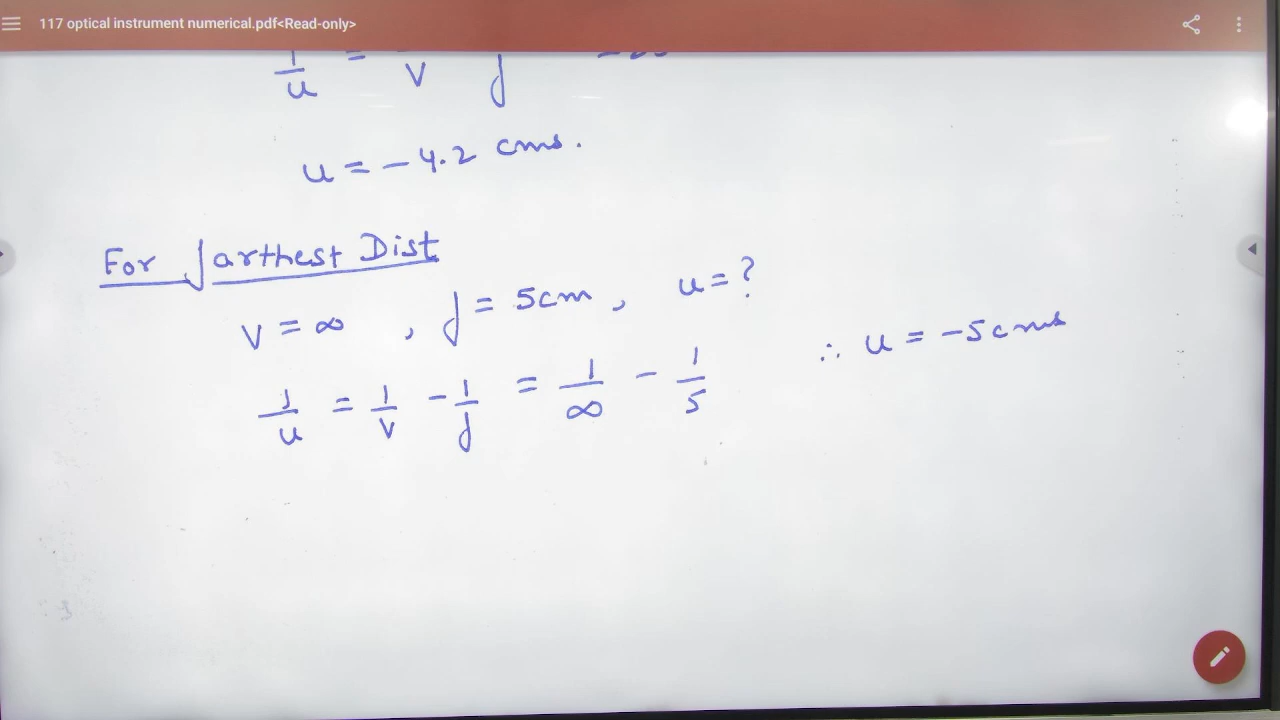 117 optical instrument numerical.pdf<Read-only>
1/u = v f
u = -4.2 cms.
For farthest Dist
v = ∞ , f = 5cm , u = ?
1/u = 1/v - 1/f = 1/∞ - 1/5 ∴ u = -5cms